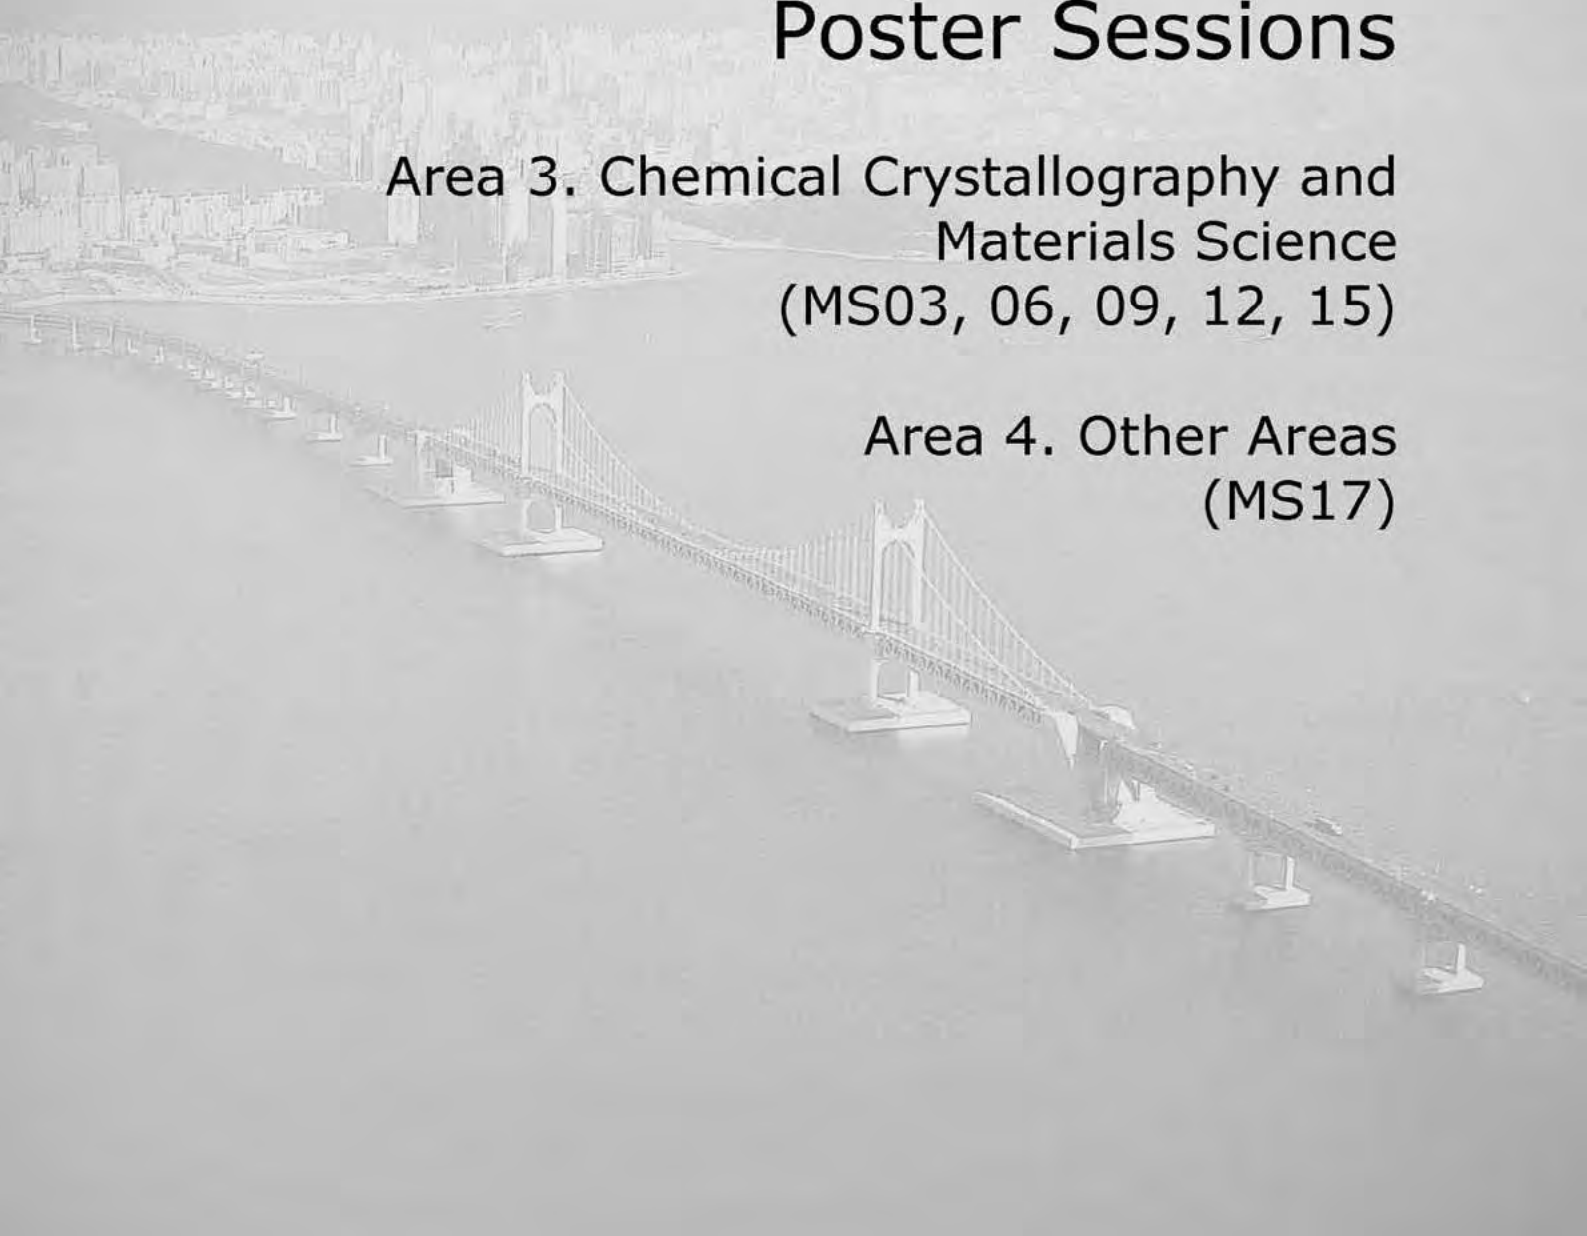 Poster Sessions
Area 3. Chemical Crystallography and
Materials Science
(MS03, 06, 09, 12, 15)
Area 4. Other Areas
(MS17)